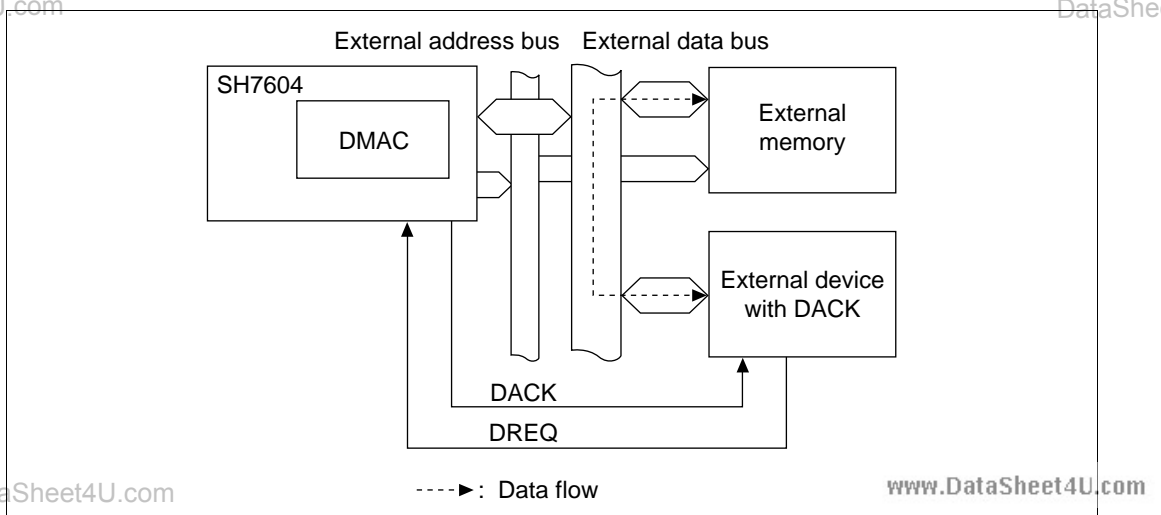 J.com
DataShe
External address bus External data bus
SH7604
DMAC
External
memory
External device
with DACK
DACK
DREQ
: Data flow
aSheet4U.com
www.DataSheet4U.com